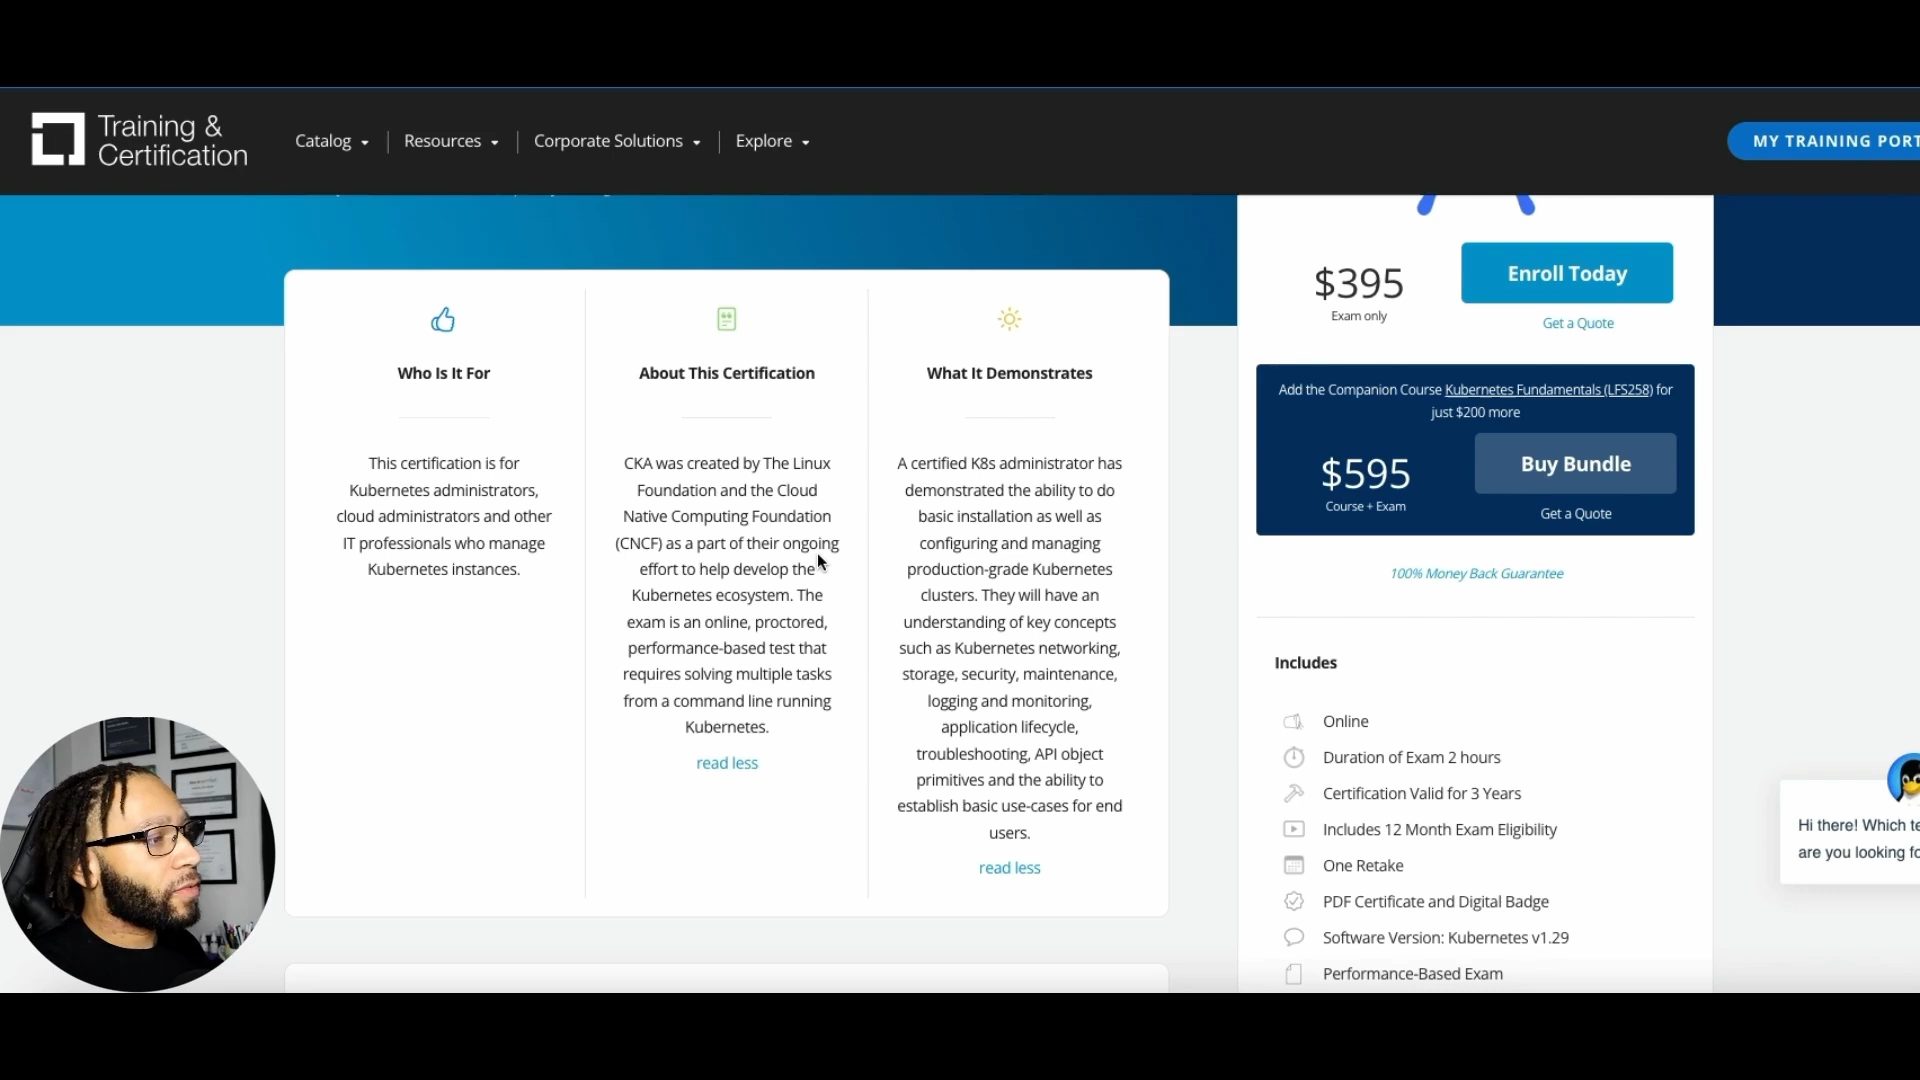 Training &
Certification
Catalog
Resources
Corporate Solutions
Explore
MY TRAINING PORT
Who Is It For
This certification is for
Kubernetes administrators,
cloud administrators and other
IT professionals who manage
Kubernetes instances.
About This Certification
CKA was created by The Linux
Foundation and the Cloud
Native Computing Foundation
(CNCF) as a part of their ongoing
effort to help develop the
Kubernetes ecosystem. The
exam is an online, proctored,
performance-based test that
requires solving multiple tasks
from a command line running
Kubernetes.
read less
What It Demonstrates
A certified K8s administrator has
demonstrated the ability to do
basic installation as well as
configuring and managing
production-grade Kubernetes
clusters. They will have an
understanding of key concepts
such as Kubernetes networking,
storage, security, maintenance,
logging and monitoring,
application lifecycle,
troubleshooting, API object
primitives and the ability to
establish basic use-cases for end
users.
read less
$395
Exam only
Enroll Today
Get a Quote
Add the Companion Course Kubernetes Fundamentals (LFS258) for
just $200 more
$595
Course + Exam
Buy Bundle
Get a Quote
100% Money Back Guarantee
Includes
Online
Duration of Exam 2 hours
Certification Valid for 3 Years
Includes 12 Month Exam Eligibility
One Retake
PDF Certificate and Digital Badge
Software Version: Kubernetes v1.29
Performance-Based Exam
Hi there! Which te
are you looking fo